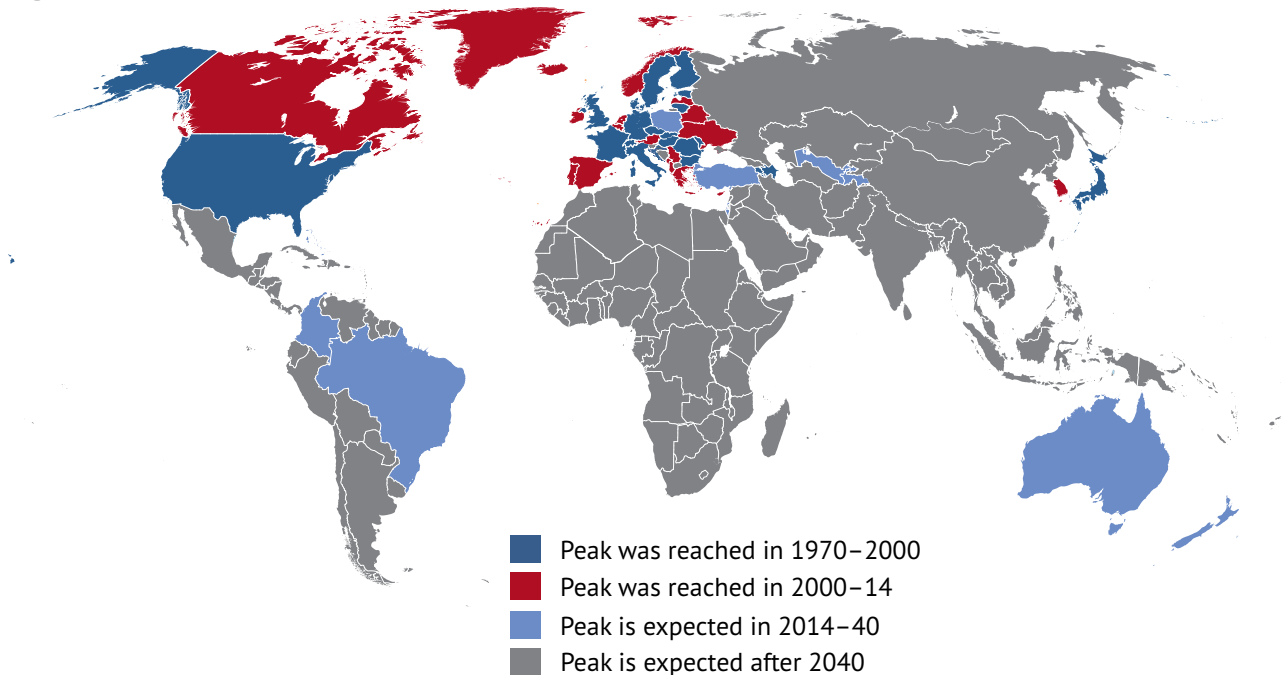 Peak was reached in 1970–2000
Peak was reached in 2000–14
Peak is expected in 2014–40
Peak is expected after 2040